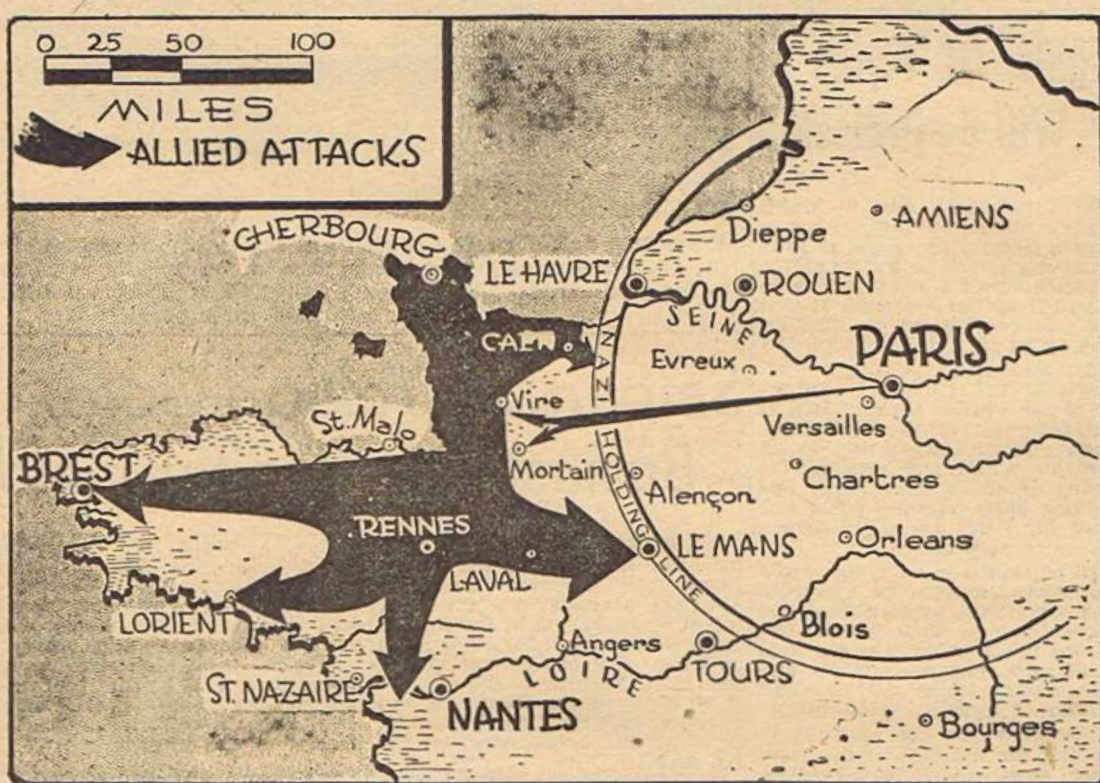 0 25 50 100
MILES
ALLIED ATTACKS
CHERBOURG
LE HAVRE
Dieppe
AMIENS
ROUEN
SEINE
CAEN
Evreux
PARIS
Vire
Versailles
St. Malo
Mortain
NAZI HOLDING LINE
Alençon
Chartres
BREST
RENNES
LE MANS
Orleans
LAVAL
LORIENT
Angers
Blois
LOIRE
TOURS
ST. NAZAIRE
NANTES
Bourges